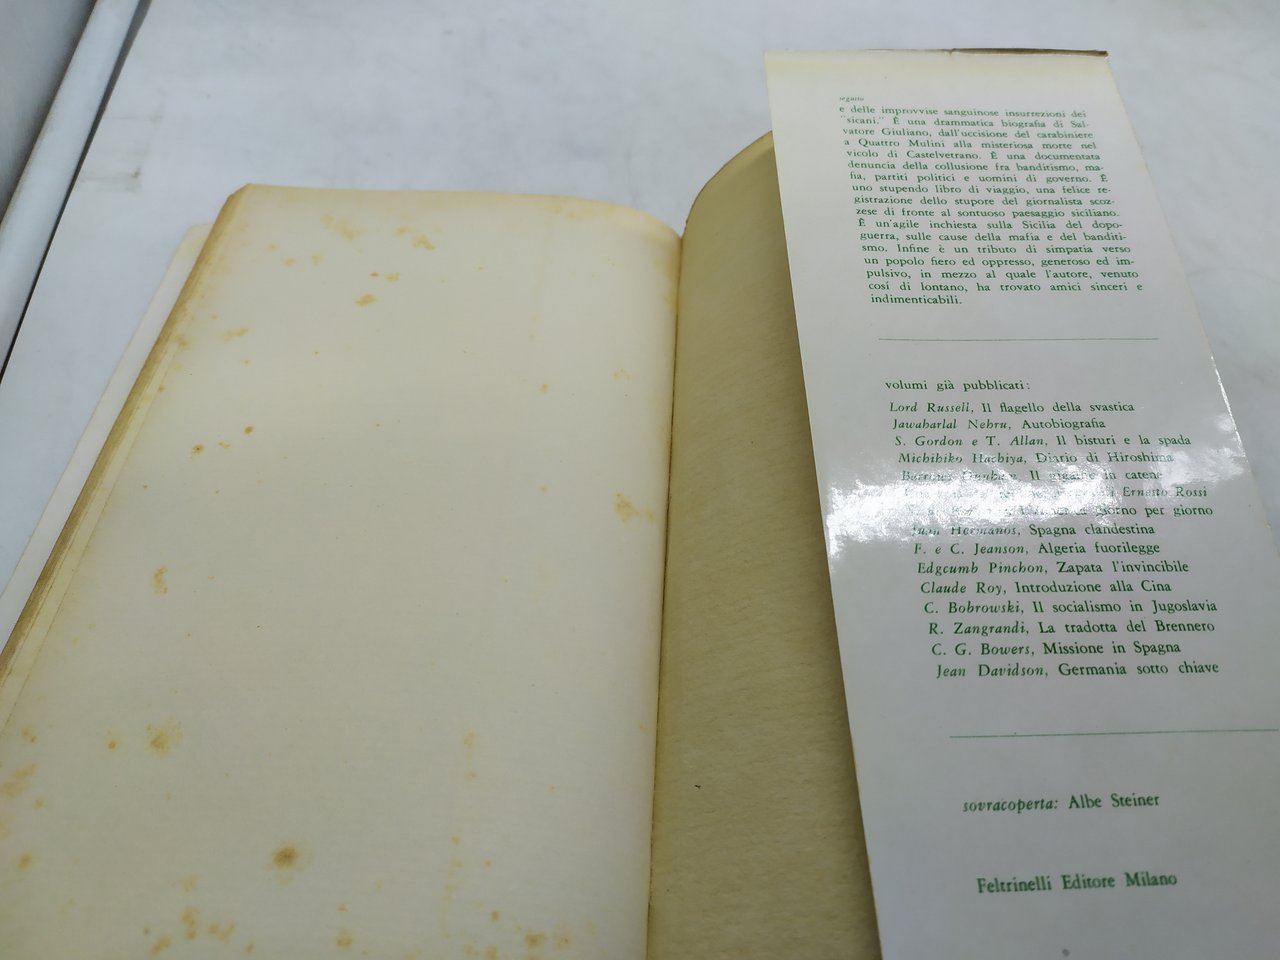 seguito
e delle improvvise sanguinose insurrezioni dei
"sicani." È una drammatica biografia di Sal-
vatore Giuliano, dall'uccisione del carabiniere
a Quattro Mulini alla misteriosa morte nel
vicolo di Castelvetrano. È una documentata
denuncia della collusione fra banditismo, ma-
fia, partiti politici e uomini di governo. È
uno stupendo libro di viaggio, una felice re-
gistrazione dello stupore del giornalista scoz-
zese di fronte al sontuoso paesaggio siciliano.
È un'agile inchiesta sulla Sicilia del dopo-
guerra, sulle cause della mafia e del banditi-
smo. Infine è un tributo di simpatia verso
un popolo fiero ed oppresso, generoso ed im-
pulsivo, in mezzo al quale l'autore, venuto
cosí di lontano, ha trovato amici sinceri e
indimenticabili.
volumi già pubblicati:
Lord Russell, Il flagello della svastica
Jawaharlal Nehru, Autobiografia
S. Gordon e T. Allan, Il bisturi e la spada
Michihiko Hachiya, Diario di Hiroshima
Il gigante in catene
Ernesto Rossi
giorno per giorno
Juan Hermanos, Spagna clandestina
F. e C. Jeanson, Algeria fuorilegge
Edgcumb Pinchon, Zapata l'invincibile
Claude Roy, Introduzione alla Cina
C. Bobrowski, Il socialismo in Jugoslavia
R. Zangrandi, La tradotta del Brennero
C. G. Bowers, Missione in Spagna
Jean Davidson, Germania sotto chiave
sovracoperta: Albe Steiner
Feltrinelli Editore Milano